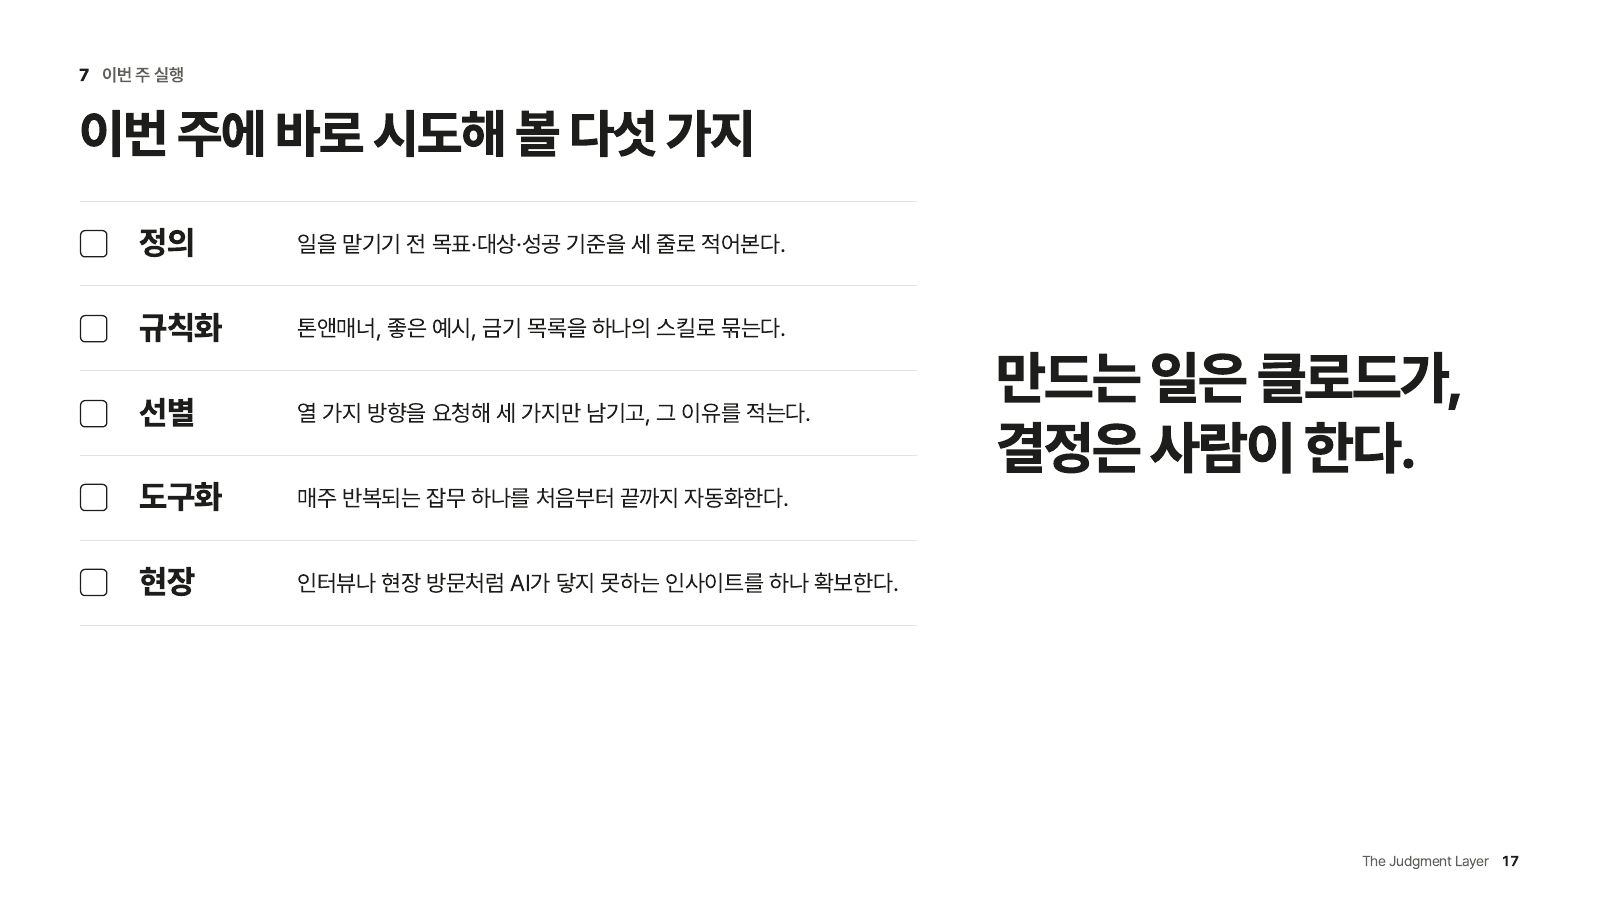 7 이번 주 실행
이번 주에 바로 시도해 볼 다섯 가지
정의 일을 맡기기 전 목표·대상·성공 기준을 세 줄로 적어본다.
규칙화 톤앤매너, 좋은 예시, 금기 목록을 하나의 스킬로 묶는다.
선별 열 가지 방향을 요청해 세 가지만 남기고, 그 이유를 적는다.
도구화 매주 반복되는 잡무 하나를 처음부터 끝까지 자동화한다.
현장 인터뷰나 현장 방문처럼 AI가 닿지 못하는 인사이트를 하나 확보한다.
만드는 일은 클로드가,
결정은 사람이 한다.
The Judgment Layer 17